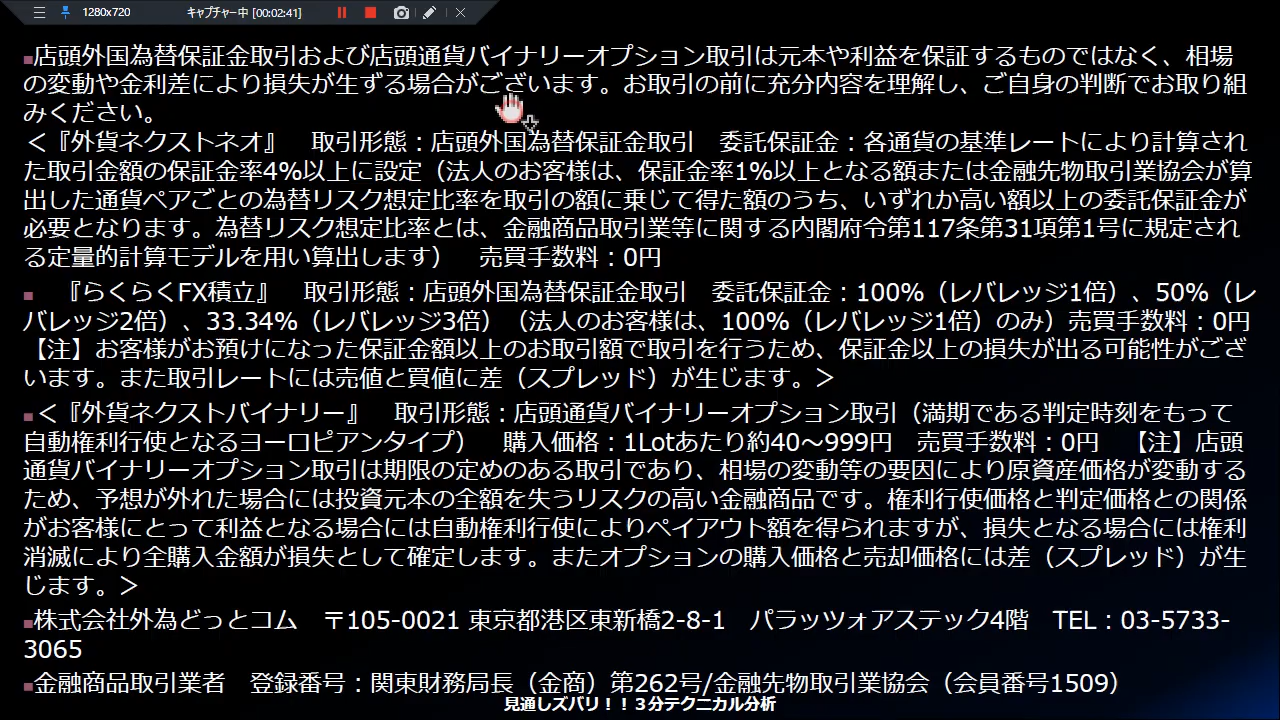 1280x720 キャプチャー中 [00:02:41]
■店頭外国為替保証金取引および店頭通貨バイナリーオプション取引は元本や利益を保証するものではなく、相場
の変動や金利差により損失が生ずる場合がございます。お取引の前に充分内容を理解し、ご自身の判断でお取り組
みください。
＜『外貨ネクストネオ』　取引形態：店頭外国為替保証金取引　委託保証金：各通貨の基準レートにより計算され
た取引金額の保証金率4%以上に設定（法人のお客様は、保証金率1%以上となる額または金融先物取引業協会が算
出した通貨ペアごとの為替リスク想定比率を取引の額に乗じて得た額のうち、いずれか高い額以上の委託保証金が
必要となります。為替リスク想定比率とは、金融商品取引業等に関する内閣府令第117条第31項第1号に規定され
る定量的計算モデルを用い算出します）　売買手数料：0円
■　『らくらくFX積立』　取引形態：店頭外国為替保証金取引　委託保証金：100%（レバレッジ1倍）、50%（レ
バレッジ2倍）、33.34%（レバレッジ3倍）（法人のお客様は、100%（レバレッジ1倍）のみ）売買手数料：0円
【注】お客様がお預けになった保証金額以上のお取引額で取引を行うため、保証金以上の損失が出る可能性がござ
います。また取引レートには売値と買値に差（スプレッド）が生じます。＞
■＜『外貨ネクストバイナリー』　取引形態：店頭通貨バイナリーオプション取引（満期である判定時刻をもって
自動権利行使となるヨーロピアンタイプ）　購入価格：1Lotあたり約40～999円　売買手数料：0円　【注】店頭
通貨バイナリーオプション取引は期限の定めのある取引であり、相場の変動等の要因により原資産価格が変動する
ため、予想が外れた場合には投資元本の全額を失うリスクの高い金融商品です。権利行使価格と判定価格との関係
がお客様にとって利益となる場合には自動権利行使によりペイアウト額を得られますが、損失となる場合には権利
消滅により全購入金額が損失として確定します。またオプションの購入価格と売却価格には差（スプレッド）が生
じます。＞
■株式会社外為どっとコム　〒105-0021 東京都港区東新橋2-8-1　パラッツォアステック4階　TEL：03-5733-
3065
■金融商品取引業者　登録番号：関東財務局長（金商）第262号/金融先物取引業協会（会員番号1509）
見通しズバリ！！３分テクニカル分析